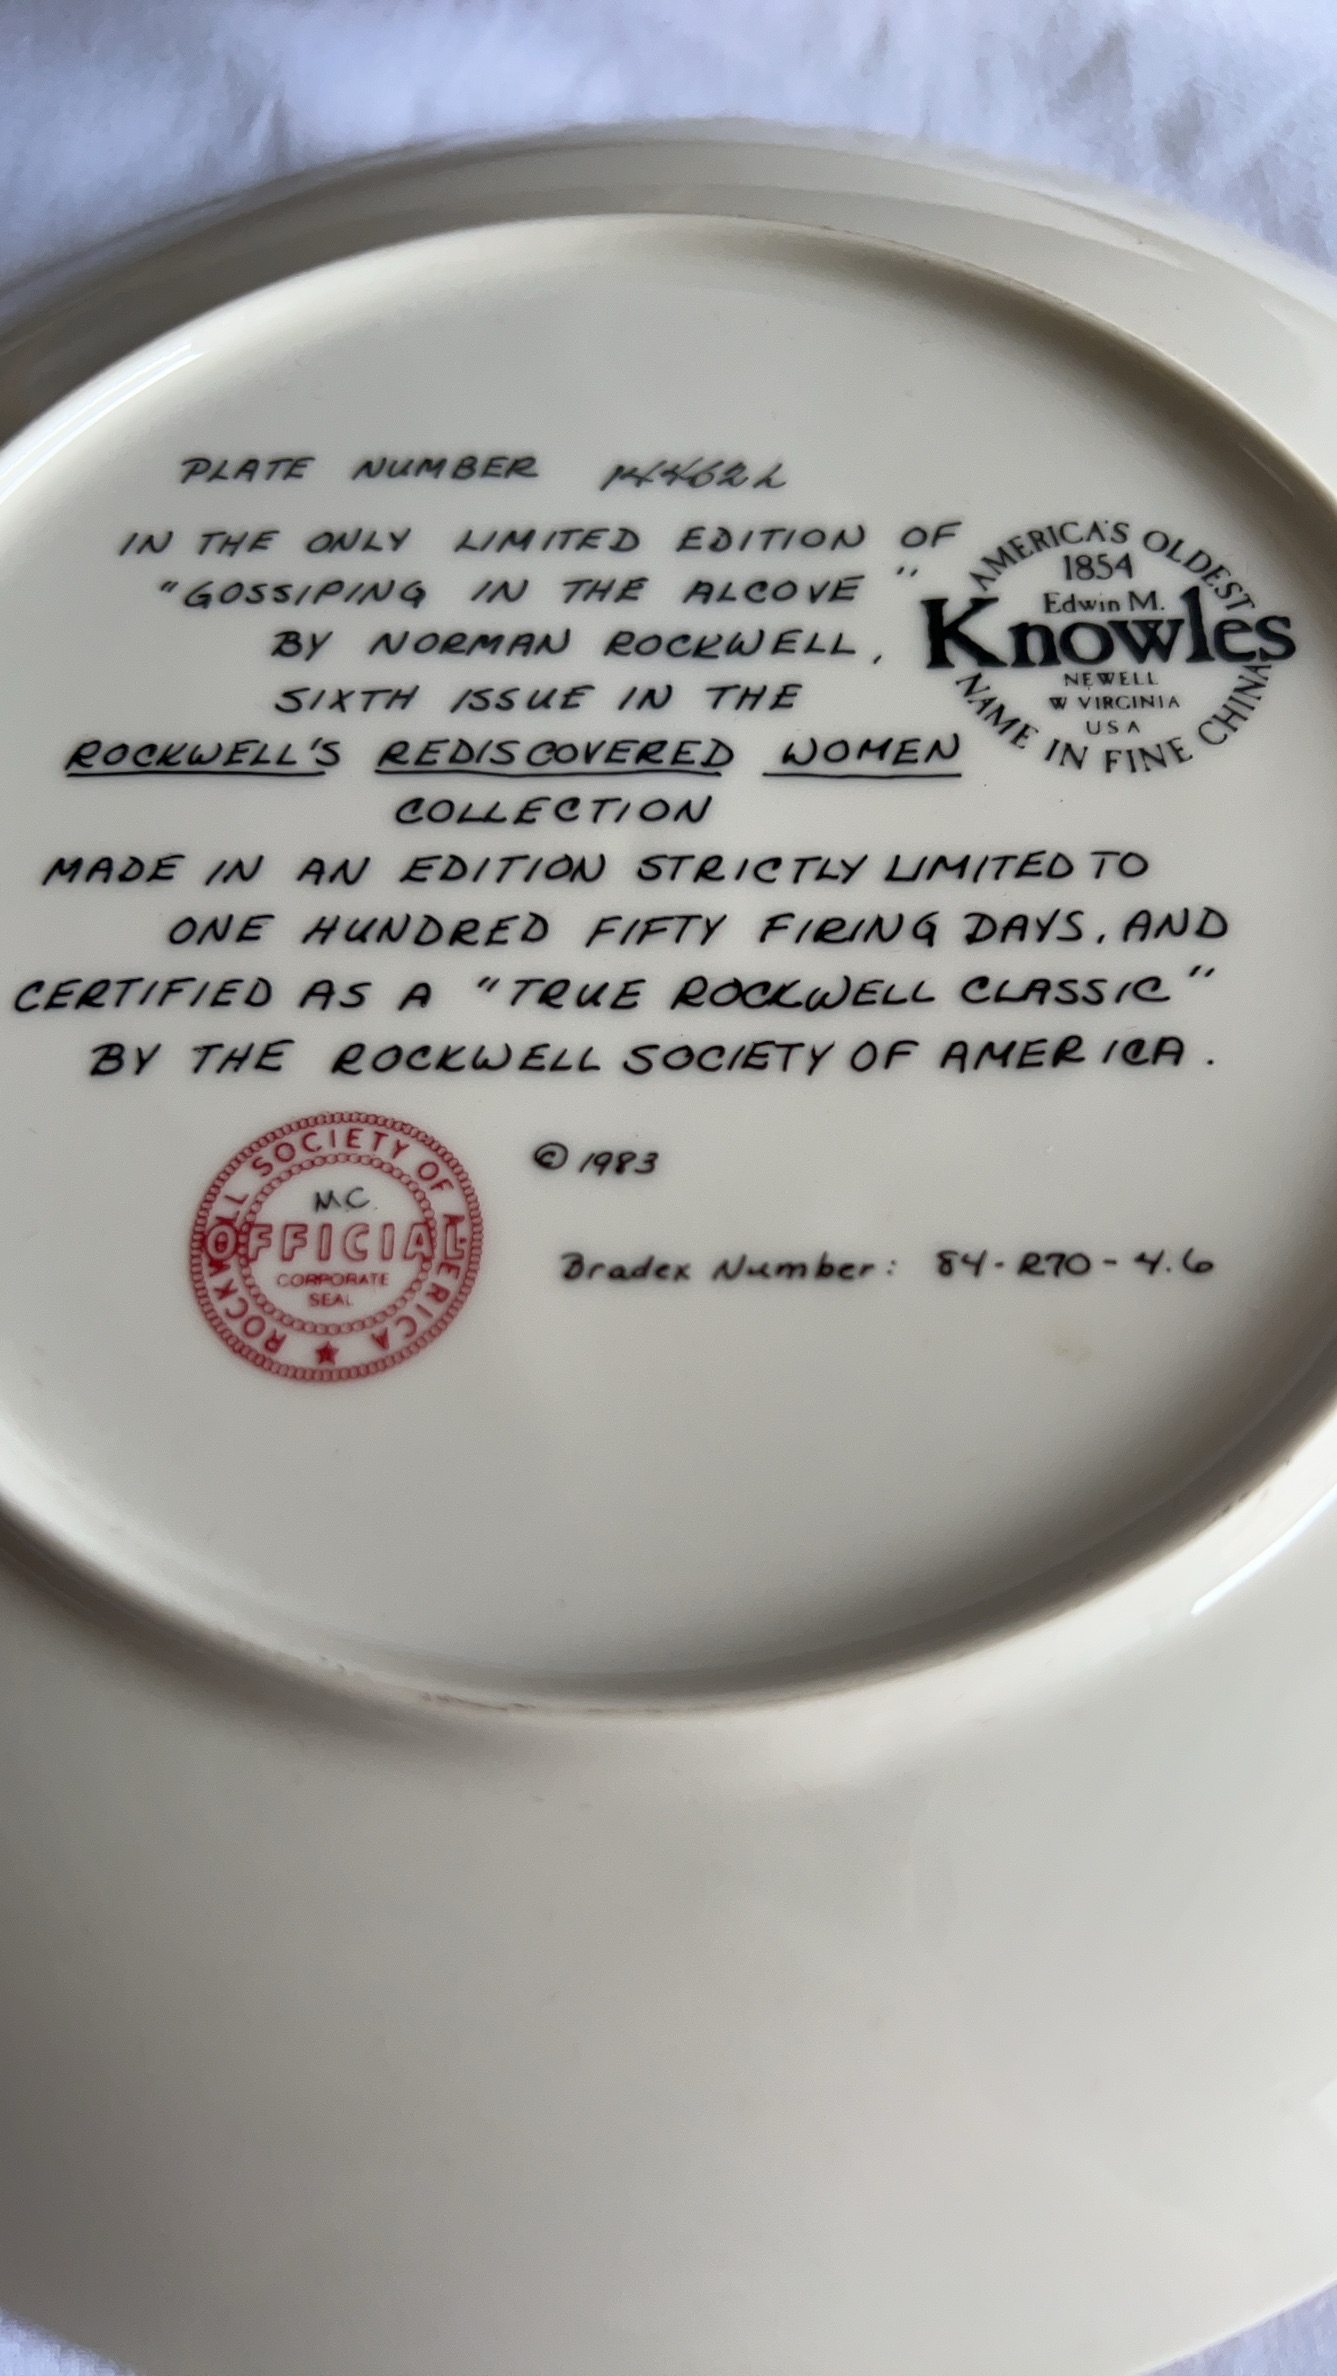 PLATE NUMBER 14462L
IN THE ONLY LIMITED EDITION OF
"GOSSIPING IN THE ALCOVE"
BY NORMAN ROCKWELL,
SIXTH ISSUE IN THE
ROCKWELL'S REDISCOVERED WOMEN
COLLECTION
MADE IN AN EDITION STRICTLY LIMITED TO
ONE HUNDRED FIFTY FIRING DAYS, AND
CERTIFIED AS A "TRUE ROCKWELL CLASSIC"
BY THE ROCKWELL SOCIETY OF AMERICA.
AMERICA'S OLDEST
1854
Edwin M.
Knowles
NEWELL
W VIRGINIA
USA
NAME IN FINE CHINA
ROCKWELL SOCIETY OF AMERICA
MC
OFFICIAL
CORPORATE
SEAL
© 1983
Bradex Number: 84-R70-4.6